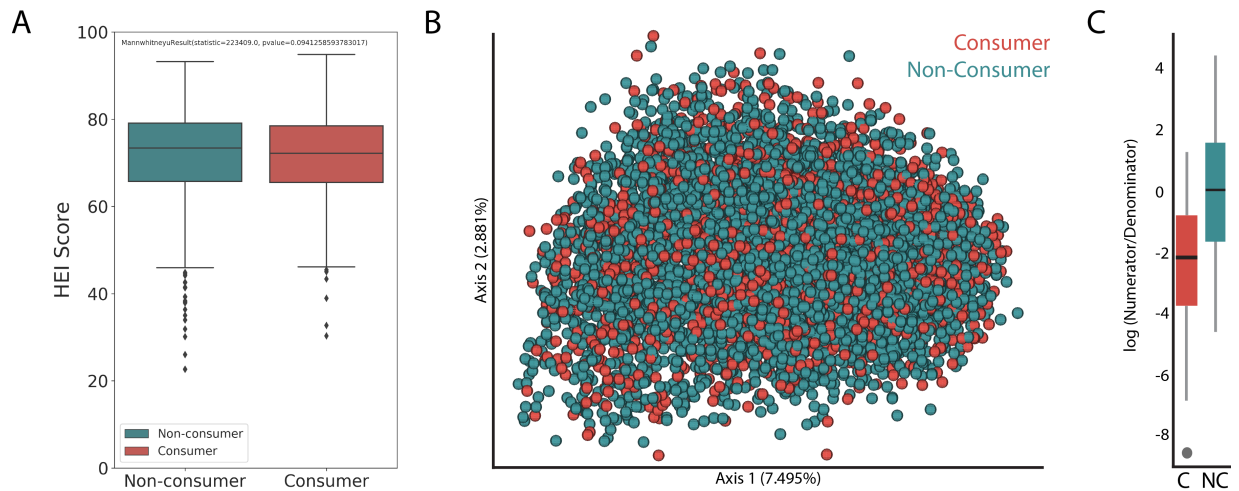 A
100
80
60
40
20
0
HEI Score
MannwhitneyuResult(statistic=223409.0, pvalue=0.0941258593783017)
Non-consumer
Consumer
Non-consumer
Consumer
B
Consumer
Non-Consumer
Axis 2 (2.881%)
Axis 1 (7.495%)
C
4
2
0
-2
-4
-6
-8
log (Numerator/Denominator)
C NC